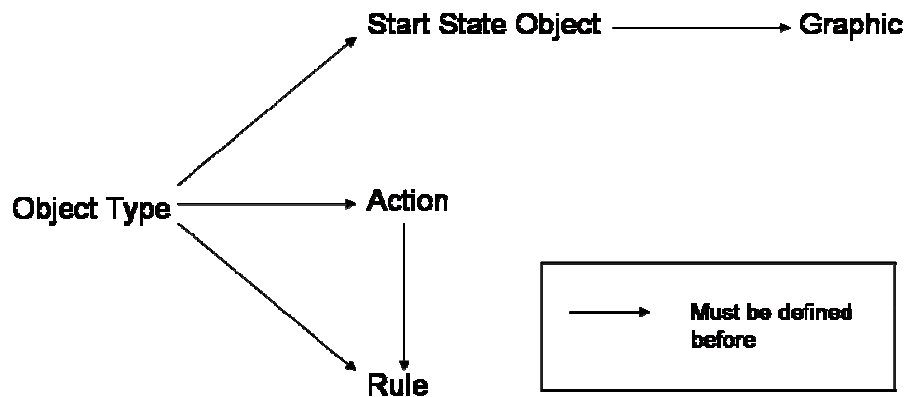 Start State Object
Graphic
Object Type
Action
Rule
Must be defined
before